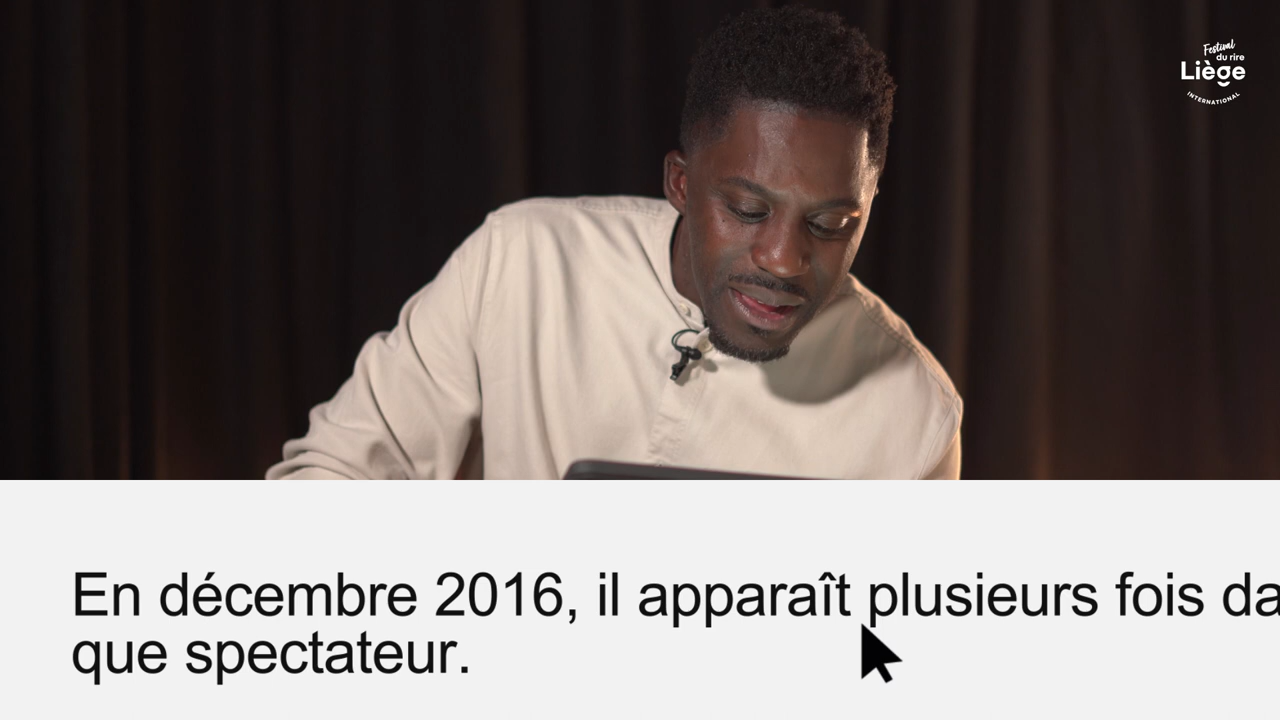 Festival
du rire
Liège
INTERNATIONAL
En décembre 2016, il apparaît plusieurs fois da
que spectateur.